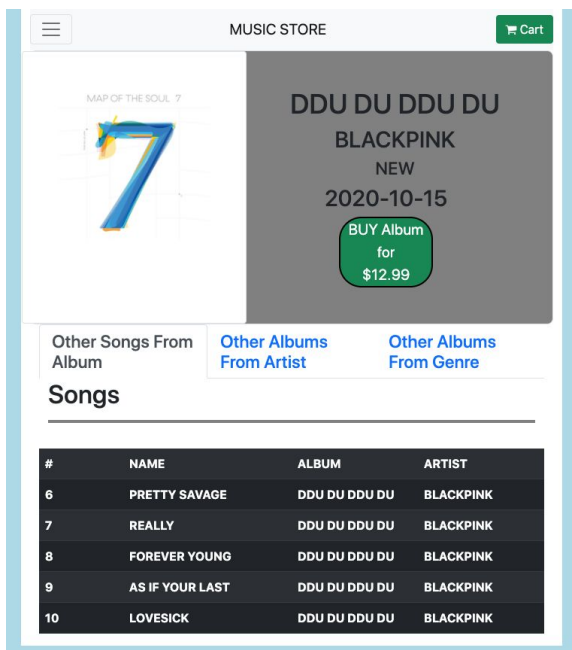 MUSIC STORE
Cart
MAP OF THE SOUL 7
DDU DU DDU DU
BLACKPINK
NEW
2020-10-15
BUY Album
for
$12.99
Other Songs From
Album
Other Albums
From Artist
Other Albums
From Genre
Songs
# NAME ALBUM ARTIST
6 PRETTY SAVAGE DDU DU DDU DU BLACKPINK
7 REALLY DDU DU DDU DU BLACKPINK
8 FOREVER YOUNG DDU DU DDU DU BLACKPINK
9 AS IF YOUR LAST DDU DU DDU DU BLACKPINK
10 LOVESICK DDU DU DDU DU BLACKPINK